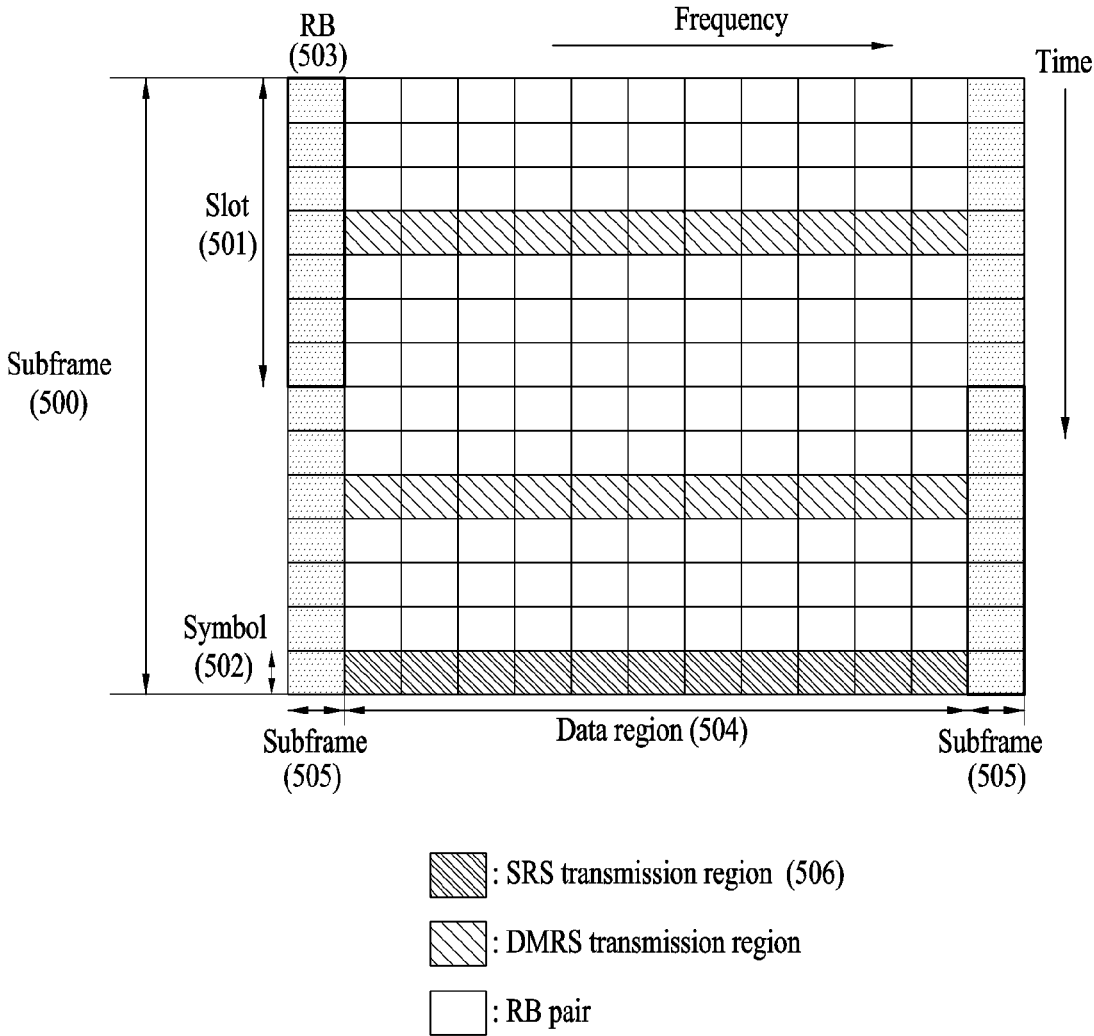 RB
(503)
Frequency
Time
Slot
(501)
Subframe
(500)
Symbol
(502)
Subframe
(505)
Data region (504)
Subframe
(505)
: SRS transmission region (506)
: DMRS transmission region
: RB pair